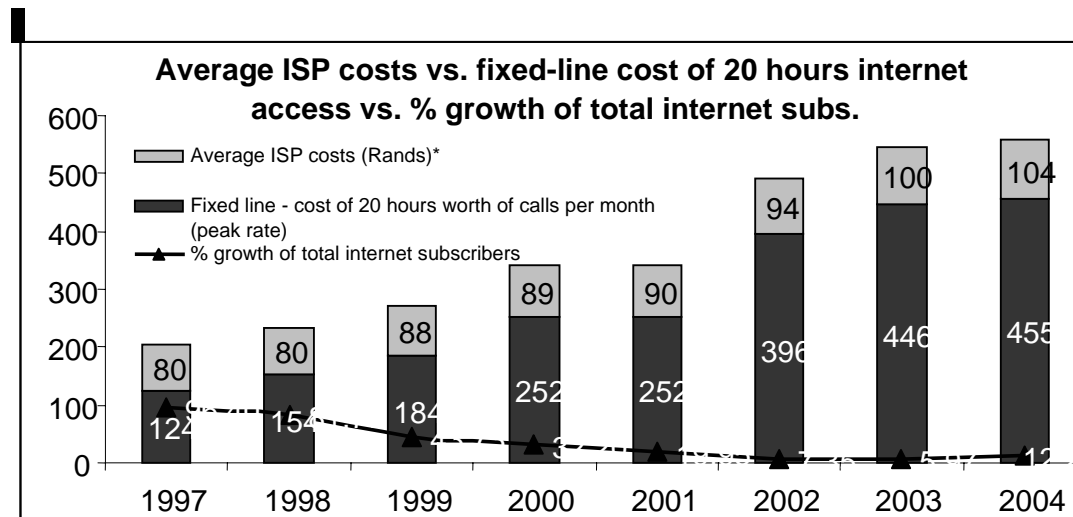 Average ISP costs vs. fixed-line cost of 20 hours internet
access vs. % growth of total internet subs.
600
500
400
300
200
100
0
Average ISP costs (Rands)*
Fixed line - cost of 20 hours worth of calls per month
(peak rate)
% growth of total internet subscribers
80 80 88 89 90 94 100 104
124 154 184 252 252 396 446 455
1997 1998 1999 2000 2001 2002 2003 2004